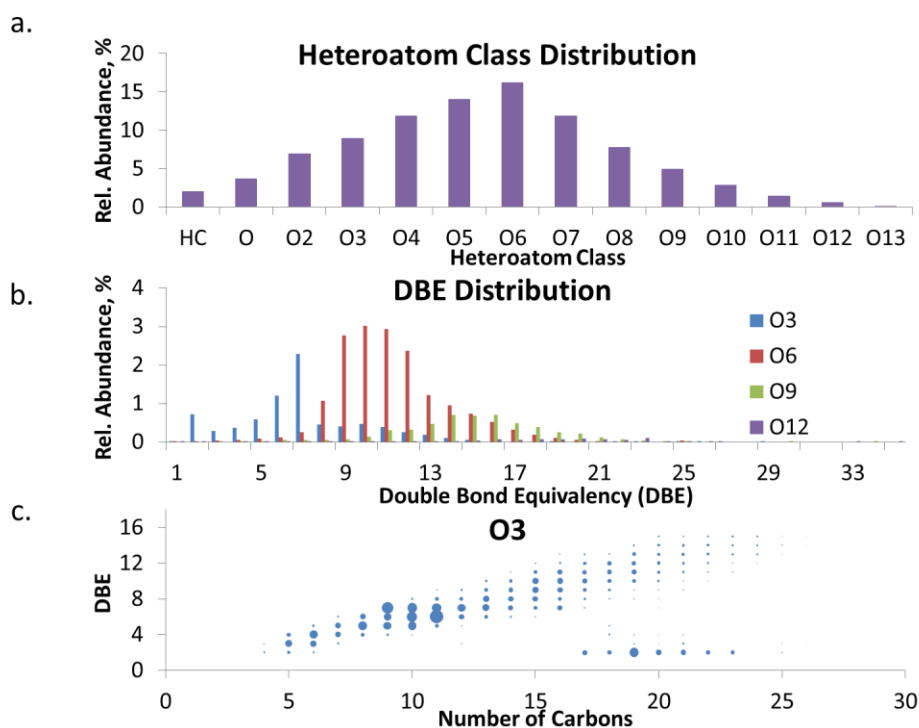 a.
Heteroatom Class Distribution
Rel. Abundance, %
20
15
10
5
0
HC O O2 O3 O4 O5 O6 O7 O8 O9 O10 O11 O12 O13
Heteroatom Class
b.
DBE Distribution
Rel. Abundance, %
4
3
2
1
0
O3
O6
O9
O12
1 5 9 13 17 21 25 29 33
Double Bond Equivalency (DBE)
c.
O3
DBE
16
12
8
4
0
0 5 10 15 20 25 30
Number of Carbons